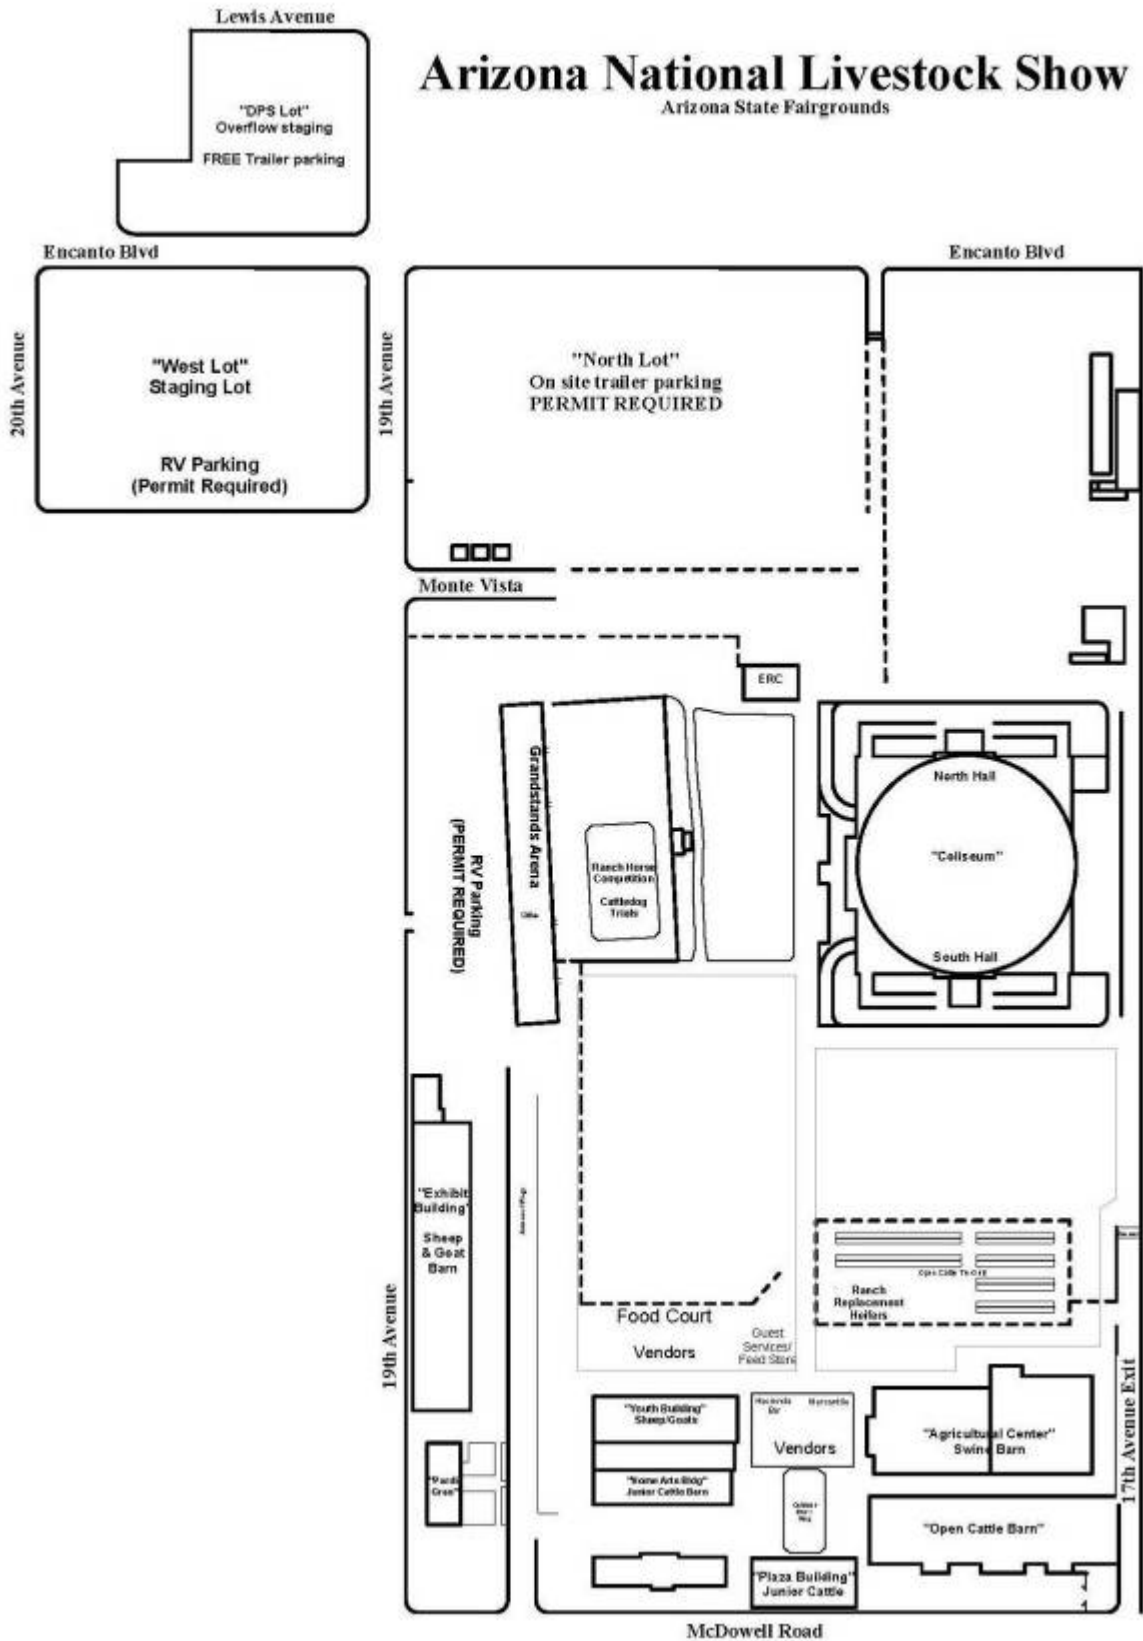 Lewis Avenue
Arizona National Livestock Show
Arizona State Fairgrounds
"DPS Lot"
Overflow staging
FREE Trailer parking
Encanto Blvd
Encanto Blvd
20th Avenue
"West Lot"
Staging Lot
RV Parking
(Permit Required)
19th Avenue
"North Lot"
On site trailer parking
PERMIT REQUIRED
Monte Vista
ERC
Grandstands Arena
RV Parking
(PERMIT REQUIRED)
Ranch Horse
Competition
Cattledog
Trials
North Hall
"Coliseum"
South Hall
"Exhibit
Building"
Sheep
& Goat
Barn
19th Avenue
Ranch
Replacement
Heifers
Food Court
Vendors
Guest
Services/
Feed Store
"Youth Building"
Sheep/Goats
Hacienda
Bar
Mercantile
Vendors
"Agricultural Center"
Swine Barn
17th Avenue Exit
"Home Arts Bldg"
Junior Cattle Barn
"Open Cattle Barn"
"Plaza Building"
Junior Cattle
McDowell Road